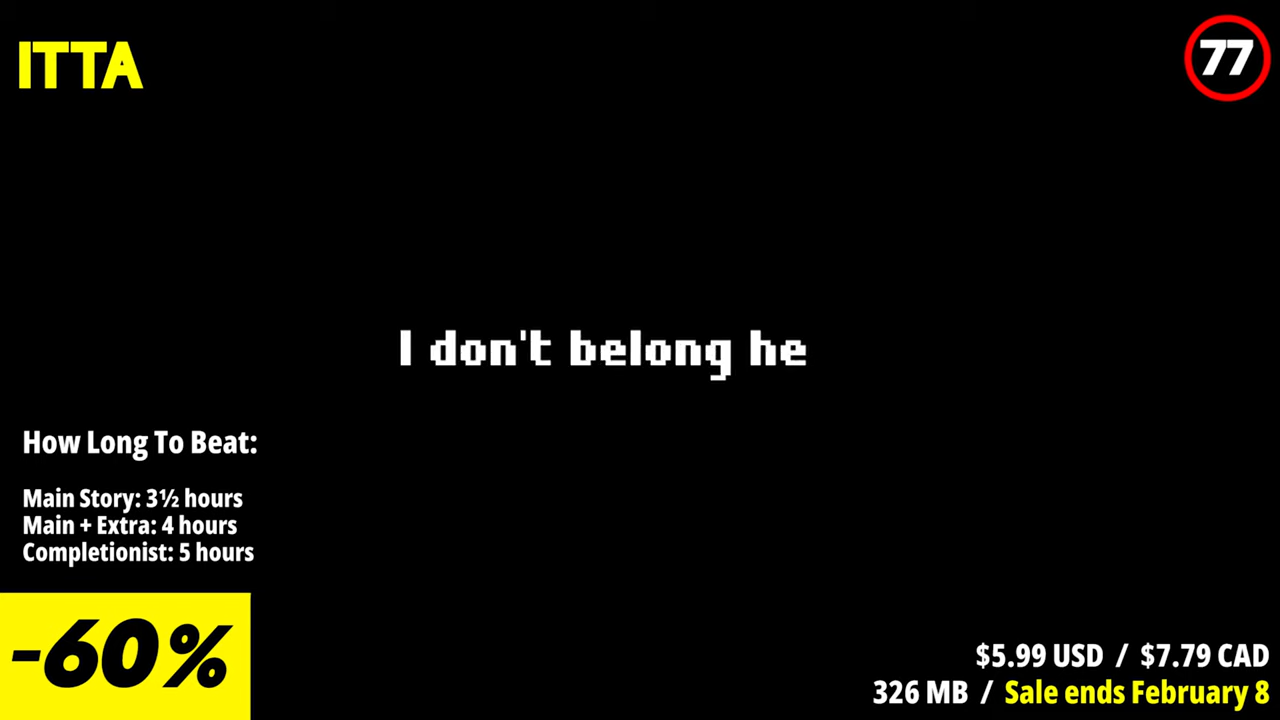 ITTA
77
I don't belong he
How Long To Beat:
Main Story: 3½ hours
Main + Extra: 4 hours
Completionist: 5 hours
-60%
$5.99 USD / $7.79 CAD
326 MB / Sale ends February 8